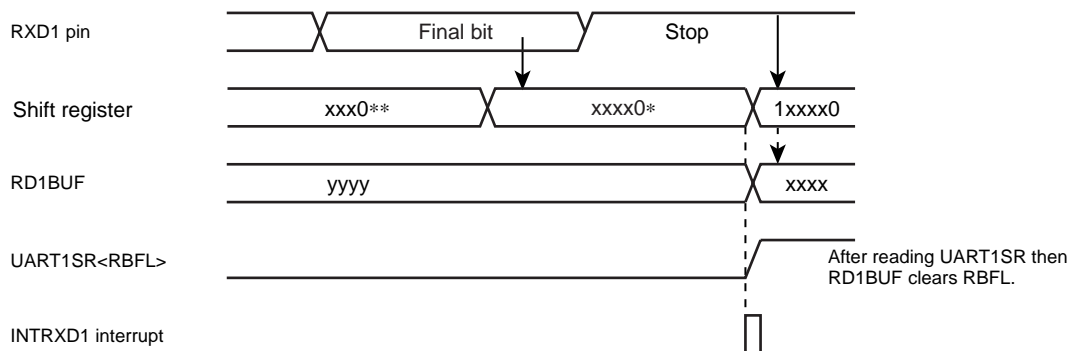 RXD1 pin Final bit Stop
Shift register xxx0** xxxx0* 1xxxx0
RD1BUF yyyy xxxx
UART1SR<RBFL> After reading UART1SR then
RD1BUF clears RBFL.
INTRXD1 interrupt